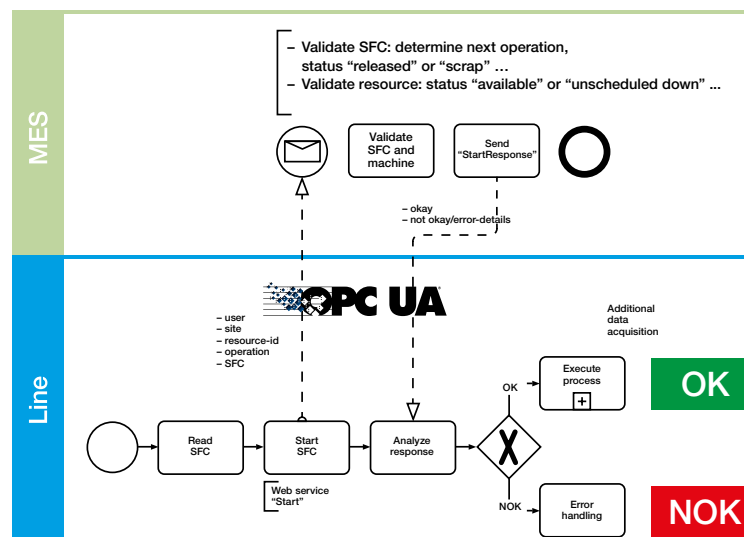 MES
– Validate SFC: determine next operation,
status “released” or “scrap” …
– Validate resource: status “available” or “unscheduled down” ...
Validate
SFC and
machine
Send
“StartResponse”
– okay
– not okay/error-details
Line
OPC UA
– user
– site
– resource-id
– operation
– SFC
Additional
data
acquisition
Read
SFC
Start
SFC
Analyze
response
X
OK
Execute
process
OK
Web service
“Start”
NOK
Error
handling
NOK